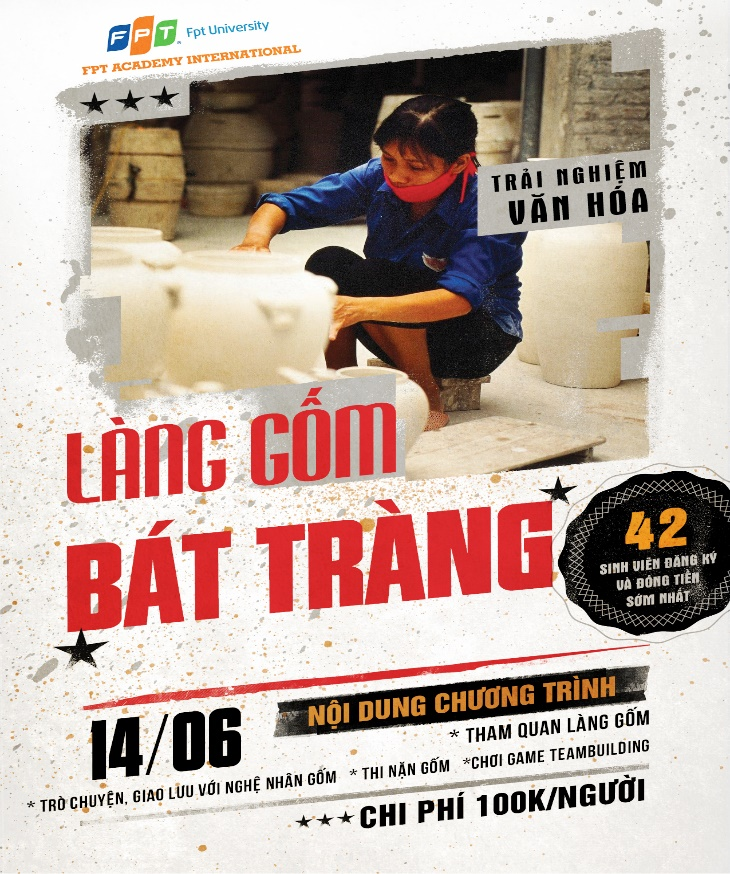 FPT Fpt University
FPT ACADEMY INTERNATIONAL
TRẢI NGHIỆM
VĂN HÓA
LÀNG GỐM
BÁT TRÀNG
42
SINH VIÊN ĐĂNG KÝ
VÀ ĐÓNG TIỀN
SỚM NHẤT
14/06
NỘI DUNG CHƯƠNG TRÌNH
* THAM QUAN LÀNG GỐM
* TRÒ CHUYỆN, GIAO LƯU VỚI NGHỆ NHÂN GỐM * THI NẶN GỐM *CHƠI GAME TEAMBUILDING
★★★CHI PHÍ 100K/NGƯỜI